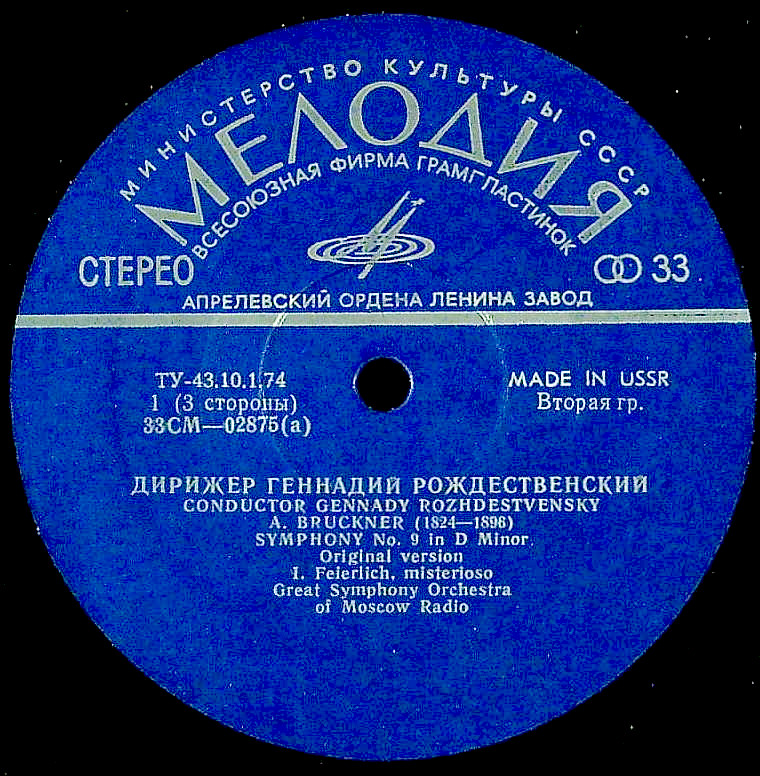 МИНИСТЕРСТВО КУЛЬТУРЫ СССР
МЕЛОДИЯ
ВСЕСОЮЗНАЯ ФИРМА ГРАМПЛАСТИНОК
СТЕРЕО
33
АПРЕЛЕВСКИЙ ОРДЕНА ЛЕНИНА ЗАВОД
ТУ-43.10.1.74
1 (3 стороны)
33СМ—02875(а)
MADE IN USSR
Вторая гр.
ДИРИЖЕР ГЕННАДИЙ РОЖДЕСТВЕНСКИЙ
CONDUCTOR GENNADY ROZHDESTVENSKY
A. BRUCKNER (1824—1896)
SYMPHONY No. 9 in D Minor
Original version
I. Feierlich, misterioso
Great Symphony Orchestra
of Moscow Radio